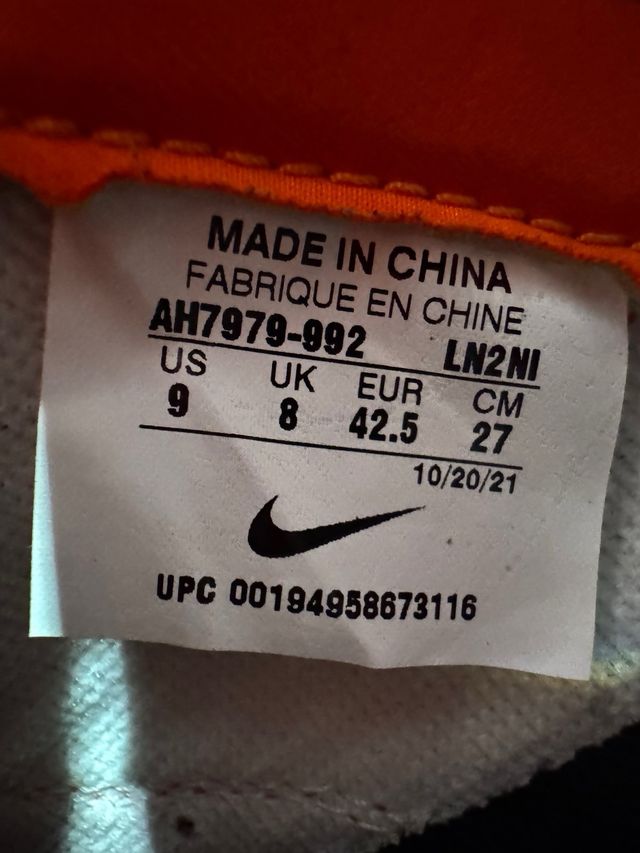 MADE IN CHINA
FABRIQUE EN CHINE
AH7979-992 LN2NI
US UK EUR CM
9 8 42.5 27
10/20/21
UPC 00194958673116